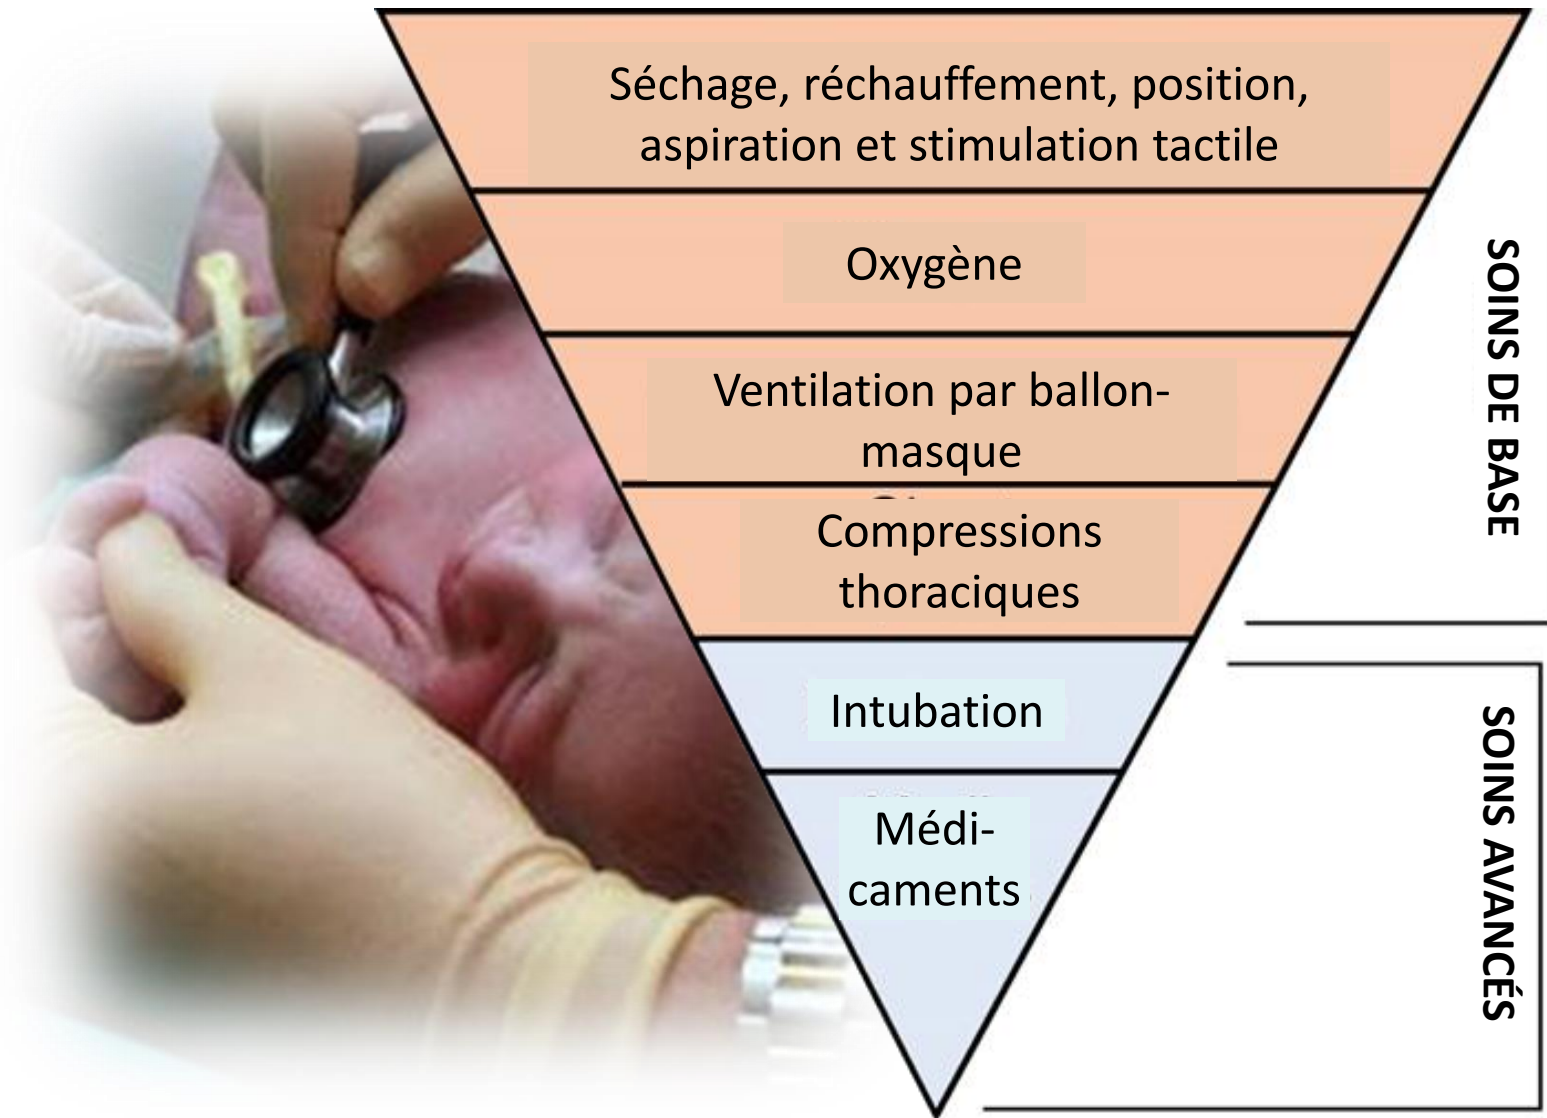 Séchage, réchauffement, position,
aspiration et stimulation tactile
Oxygène
Ventilation par ballon-
masque
Compressions
thoraciques
Intubation
Médi-
caments
SOINS DE BASE
SOINS AVANCÉS